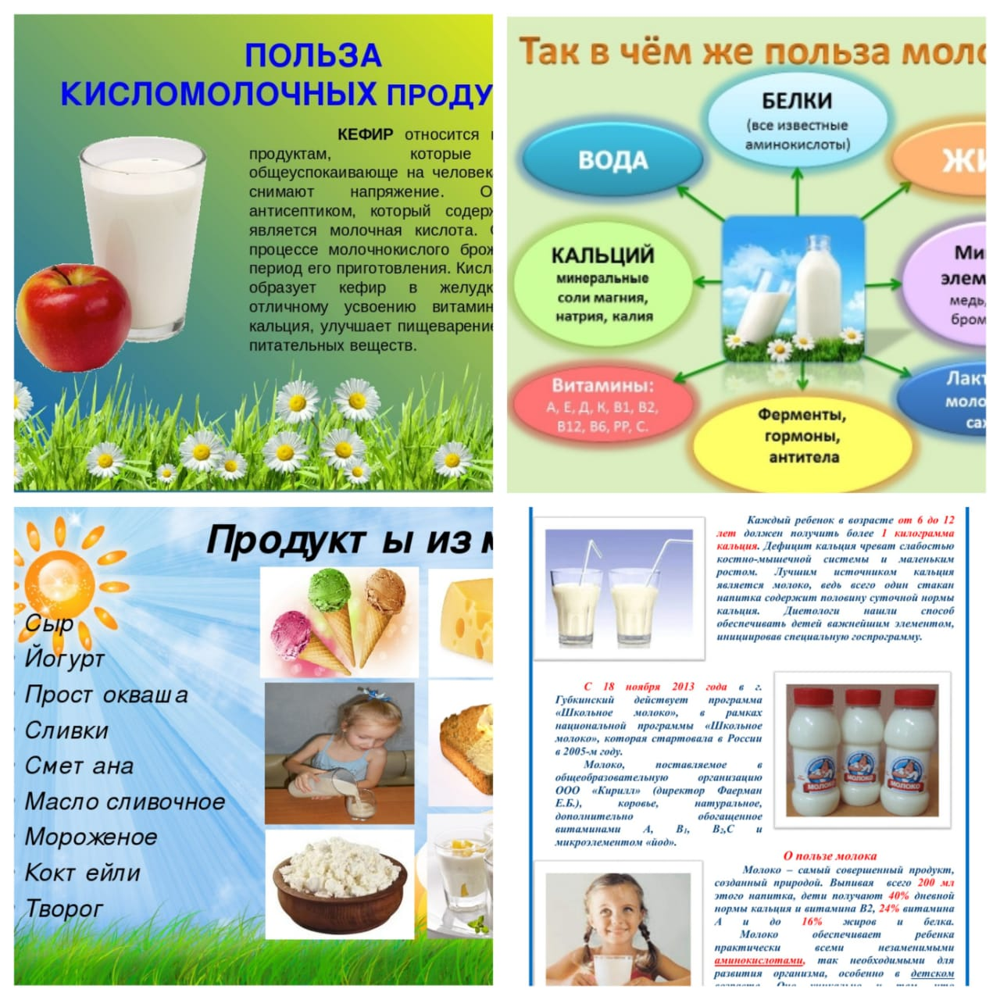 ПОЛЬЗА
КИСЛОМОЛОЧНЫХ ПРОДУ
КЕФИР относится
продуктам, которые
общеуспокаивающе на человек
снимают напряжение. О
антисептиком, который содерж
является молочная кислота.
процессе молочнокислого брож
период его приготовления. Кисл
образует кефир в желудк
отличному усвоению витамин
кальция, улучшает пищеварение
питательных веществ.
Так в чём же польза моло
БЕЛКИ
(все известные
аминокислоты)
ВОДА
ЖИ
КАЛЬЦИЙ
минеральные
соли магния,
натрия, калия
Ми
элем
медь,
бром
Витамины:
А, Е, Д, К, В1, В2,
В12, В6, РР, С.
Ферменты,
гормоны,
антитела
Лакт
моло
сах
Продукт ы из м
Сыр
Йогурт
Прост окваша
Сливки
Смет ана
Масло сливочное
Мороженое
Кокт ейли
Творог
Каждый ребенок в возрасте от 6 до 12
лет должен получить более 1 килограмма
кальция. Дефицит кальция чреват слабостью
костно-мышечной системы и маленьким
ростом. Лучшим источником кальция
является молоко, ведь всего один стакан
напитка содержит половину суточной нормы
кальция. Диетологи нашли способ
обеспечивать детей важнейшим элементом,
инициировав специальную госпрограмму.
С 18 ноября 2013 года в г.
Губкинский действует программа
«Школьное молоко», в рамках
национальной программы «Школьное
молоко», которая стартовала в России
в 2005-м году.
Молоко, поставляемое в
общеобразовательную организацию
ООО «Кирилл» (директор Фаерман
Е.Б.), коровье, натуральное,
дополнительно обогащенное
витаминами А, В₁, В₂,С и
микроэлементом «йод».
МОЛОКО
МОЛОКО
МОЛОКО
О пользе молока
Молоко – самый совершенный продукт,
созданный природой. Выпивая всего 200 мл
этого напитка, дети получают 40% дневной
нормы кальция и витамина В2, 24% витамина
А и до 16% жиров и белка.
Молоко обеспечивает ребенка
практически всеми незаменимыми
аминокислотами, так необходимыми для
развития организма, особенно в детском